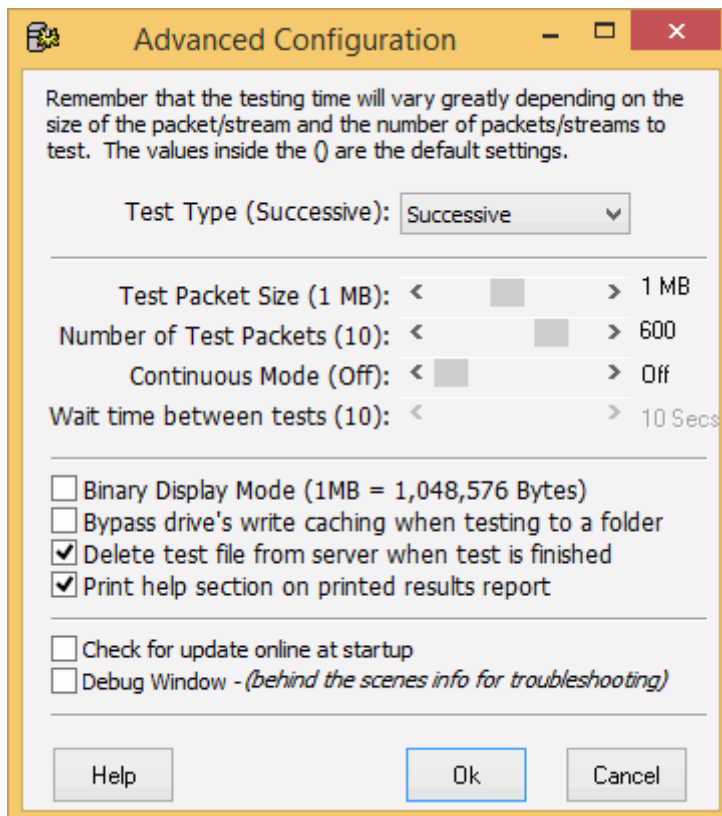 Advanced Configuration
Remember that the testing time will vary greatly depending on the
size of the packet/stream and the number of packets/streams to
test.  The values inside the () are the default settings.
Test Type (Successive): Successive
Test Packet Size (1 MB): 1 MB
Number of Test Packets (10): 600
Continuous Mode (Off): Off
Wait time between tests (10): 10 Secs
Binary Display Mode (1MB = 1,048,576 Bytes)
Bypass drive's write caching when testing to a folder
Delete test file from server when test is finished
Print help section on printed results report
Check for update online at startup
Debug Window - (behind the scenes info for troubleshooting)
Help Ok Cancel